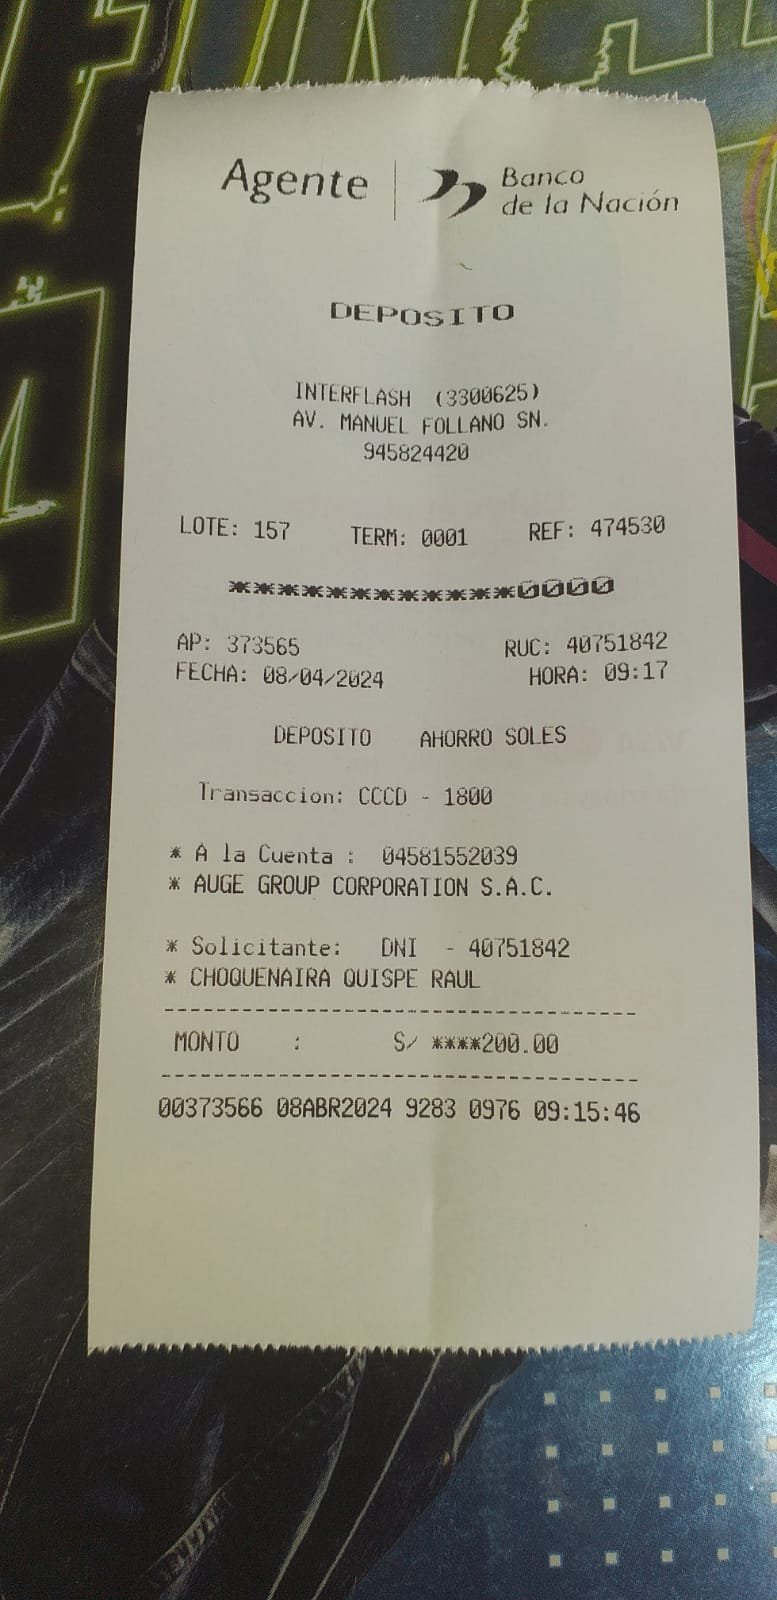 Agente | Banco
de la Nación
DEPOSITO
INTERFLASH (3300625)
AV. MANUEL FOLLANO SN.
945824420
LOTE: 157 TERM: 0001 REF: 474530
************0000
AP: 373565 RUC: 40751842
FECHA: 08/04/2024 HORA: 09:17
DEPOSITO AHORRO SOLES
Transaccion: CCCD - 1800
* A la Cuenta : 04581552039
* AUGE GROUP CORPORATION S.A.C.
* Solicitante: DNI - 40751842
* CHOQUENAIRA QUISPE RAUL
MONTO : S/ ****200.00
00373566 08ABR2024 9283 0976 09:15:46